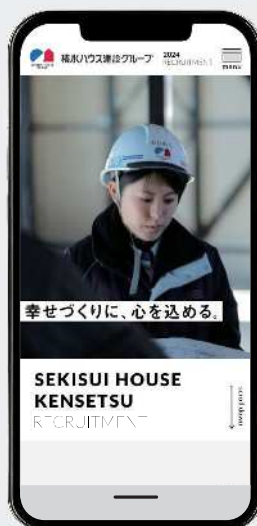 積水ハウス建設グループ
2024
RECRUITMENT
menu
幸せづくりに、心を込める。
SEKISUI HOUSE
KENSETSU
RECRUITMENT
scroll down